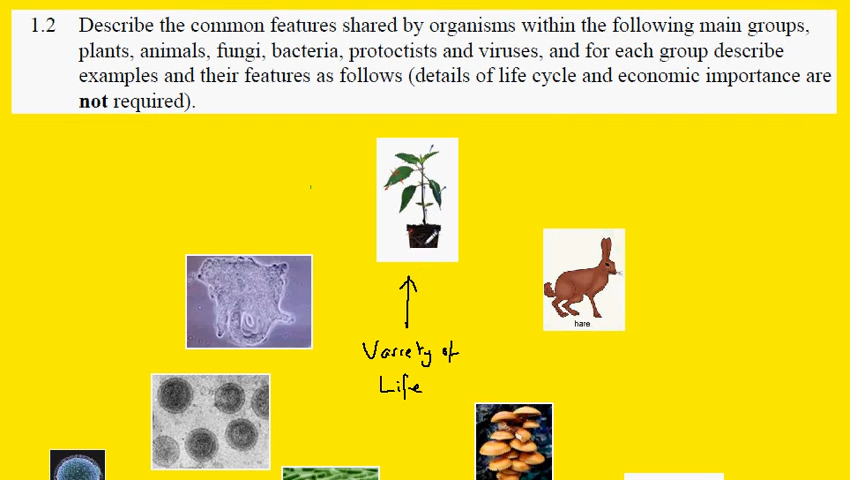 1.2 Describe the common features shared by organisms within the following main groups,
plants, animals, fungi, bacteria, protoctists and viruses, and for each group describe
examples and their features as follows (details of life cycle and economic importance are
not required).
hare
Variety of
Life